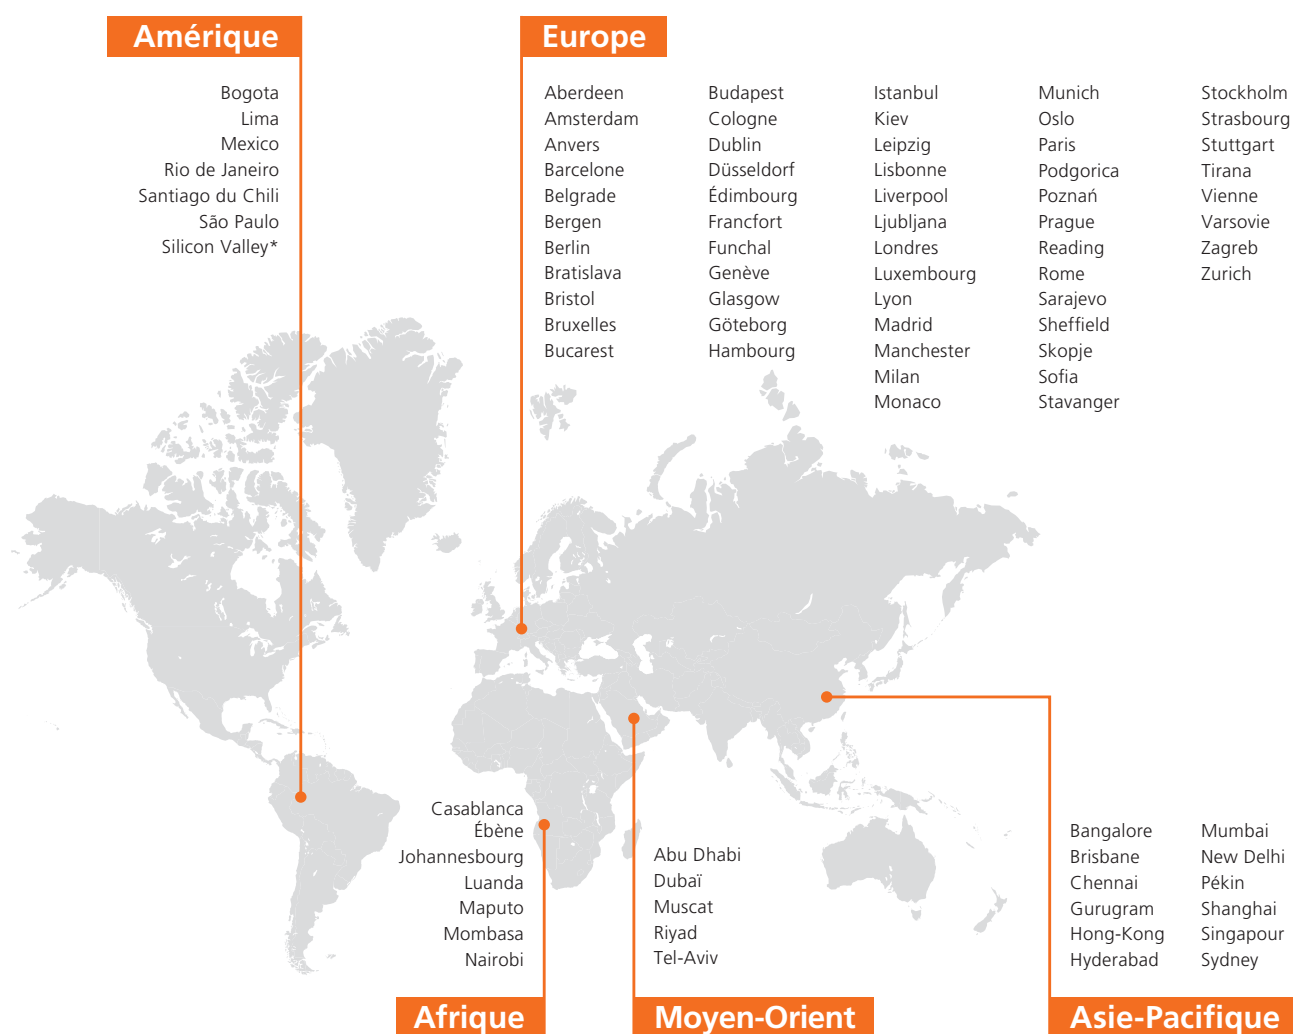 Amérique
Bogota
Lima
Mexico
Rio de Janeiro
Santiago du Chili
São Paulo
Silicon Valley*
Europe
Aberdeen
Amsterdam
Anvers
Barcelone
Belgrade
Bergen
Berlin
Bratislava
Bristol
Bruxelles
Bucarest
Budapest
Cologne
Dublin
Düsseldorf
Édimbourg
Francfort
Funchal
Genève
Glasgow
Göteborg
Hambourg
Istanbul
Kiev
Leipzig
Lisbonne
Liverpool
Ljubljana
Londres
Luxembourg
Lyon
Madrid
Manchester
Milan
Monaco
Munich
Oslo
Paris
Podgorica
Poznań
Prague
Reading
Rome
Sarajevo
Sheffield
Skopje
Sofia
Stavanger
Stockholm
Strasbourg
Stuttgart
Tirana
Vienne
Varsovie
Zagreb
Zurich
Casablanca
Ébène
Johannesbourg
Luanda
Maputo
Mombasa
Nairobi
Afrique
Abu Dhabi
Dubaï
Muscat
Riyad
Tel-Aviv
Moyen-Orient
Bangalore
Brisbane
Chennai
Gurugram
Hong-Kong
Hyderabad
Mumbai
New Delhi
Pékin
Shanghai
Singapour
Sydney
Asie-Pacifique